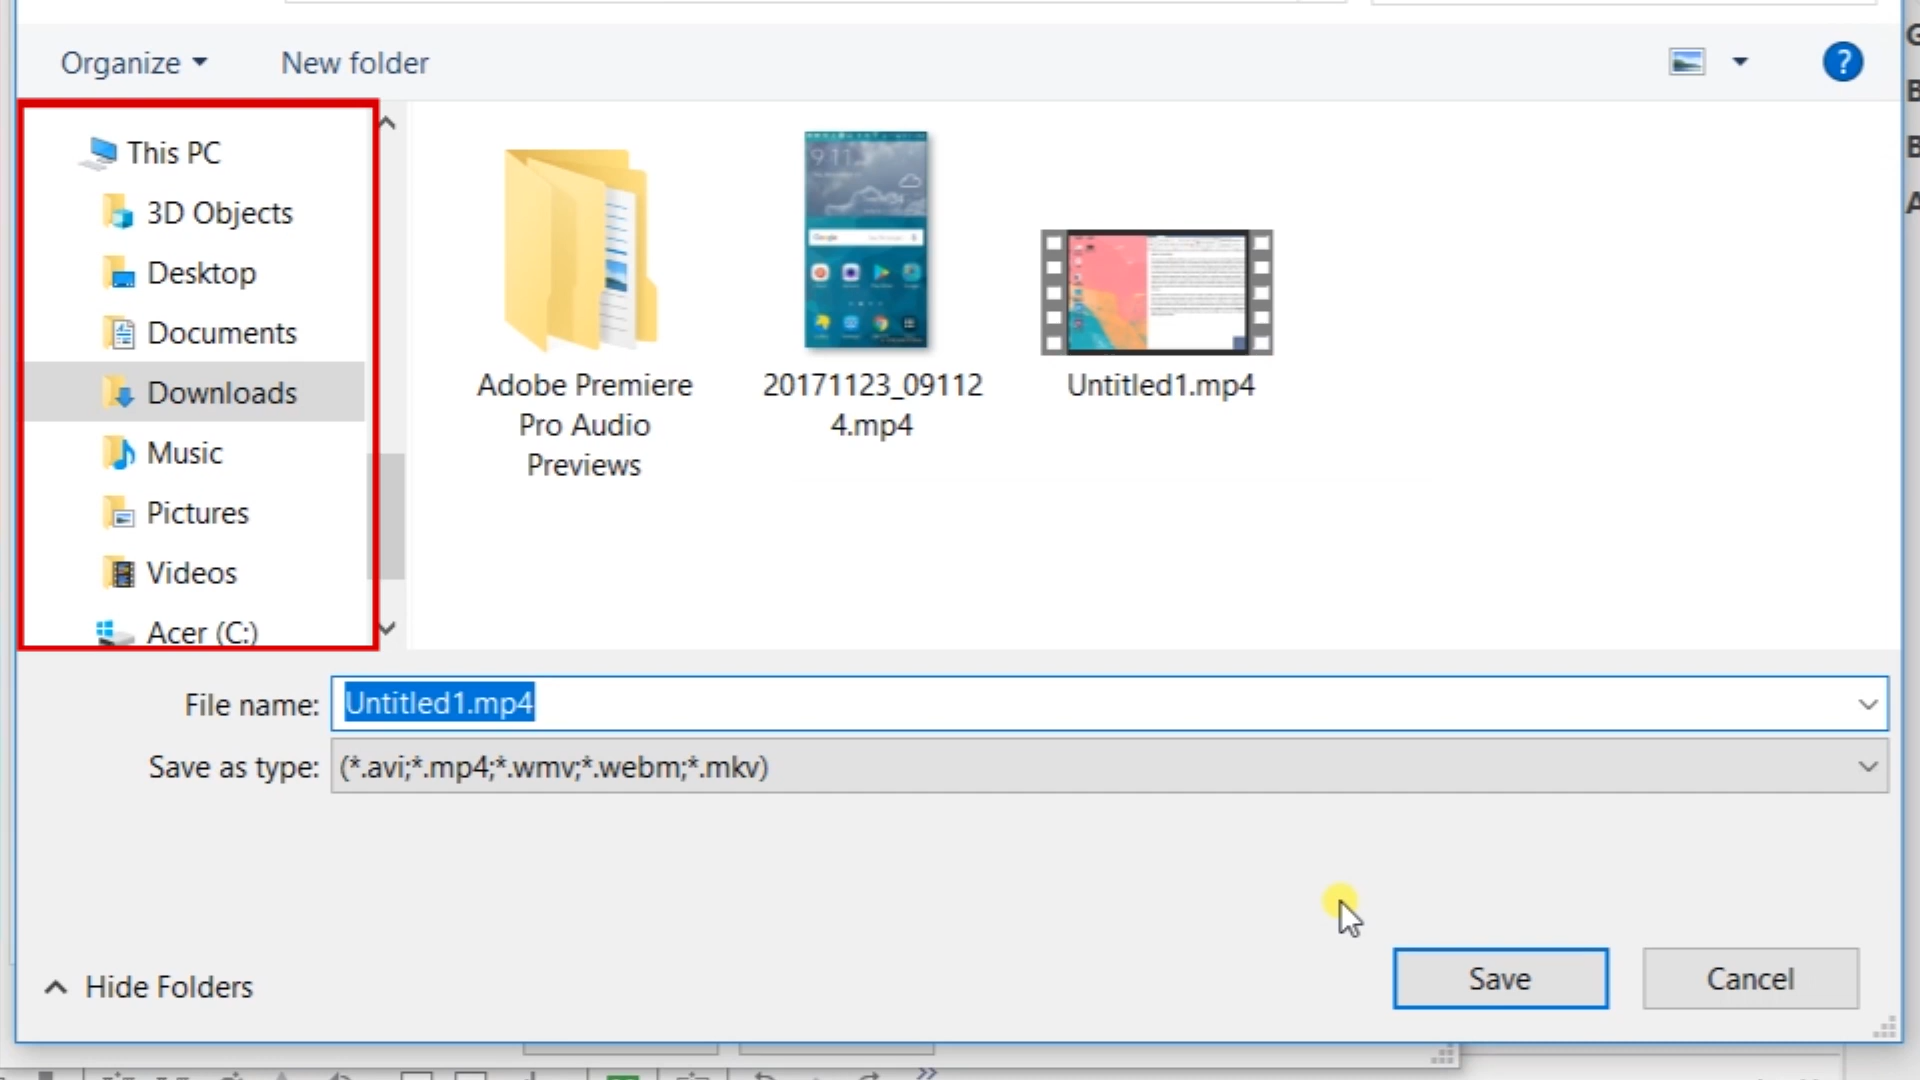 Organize
New folder
?
This PC
3D Objects
Desktop
Documents
Downloads
Music
Pictures
Videos
Acer (C:)
Adobe Premiere
Pro Audio
Previews
20171123_09112
4.mp4
Untitled1.mp4
File name: Untitled1.mp4
Save as type: (*.avi;*.mp4;*.wmv;*.webm;*.mkv)
Hide Folders
Save
Cancel